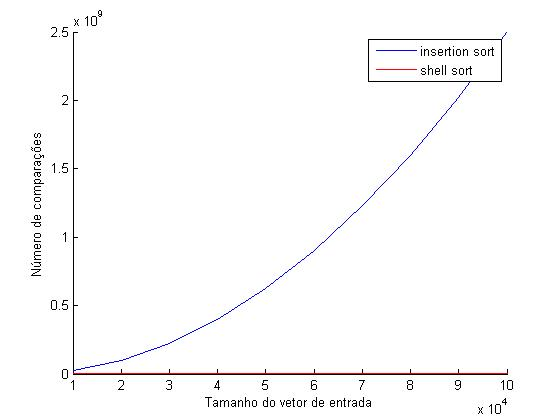 x 10^9
2.5
2
1.5
1
0.5
0
insertion sort
shell sort
Número de comparações
1 2 3 4 5 6 7 8 9 10
x 10^4
Tamanho do vetor de entrada